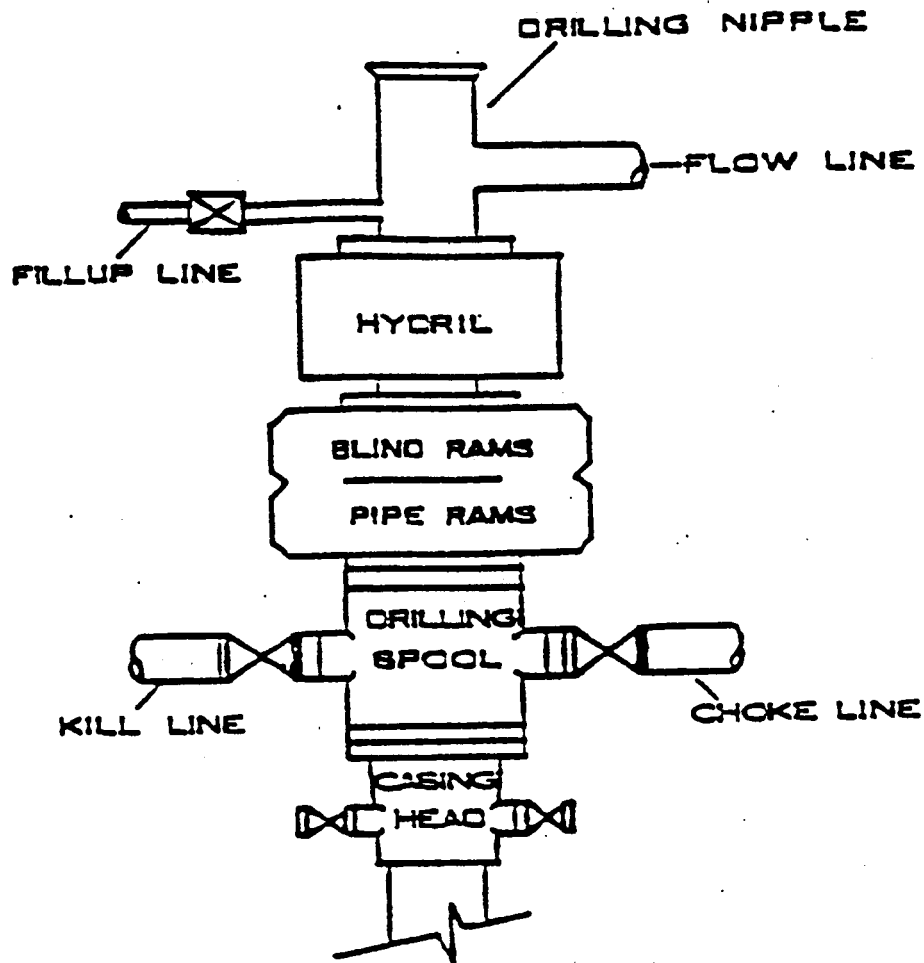 DRILLING NIPPLE
FLOW LINE
FILLUP LINE
HYDRIL
BLIND RAMS
PIPE RAMS
DRILLING
SPOOL
KILL LINE
CHOKE LINE
CASING
HEAD